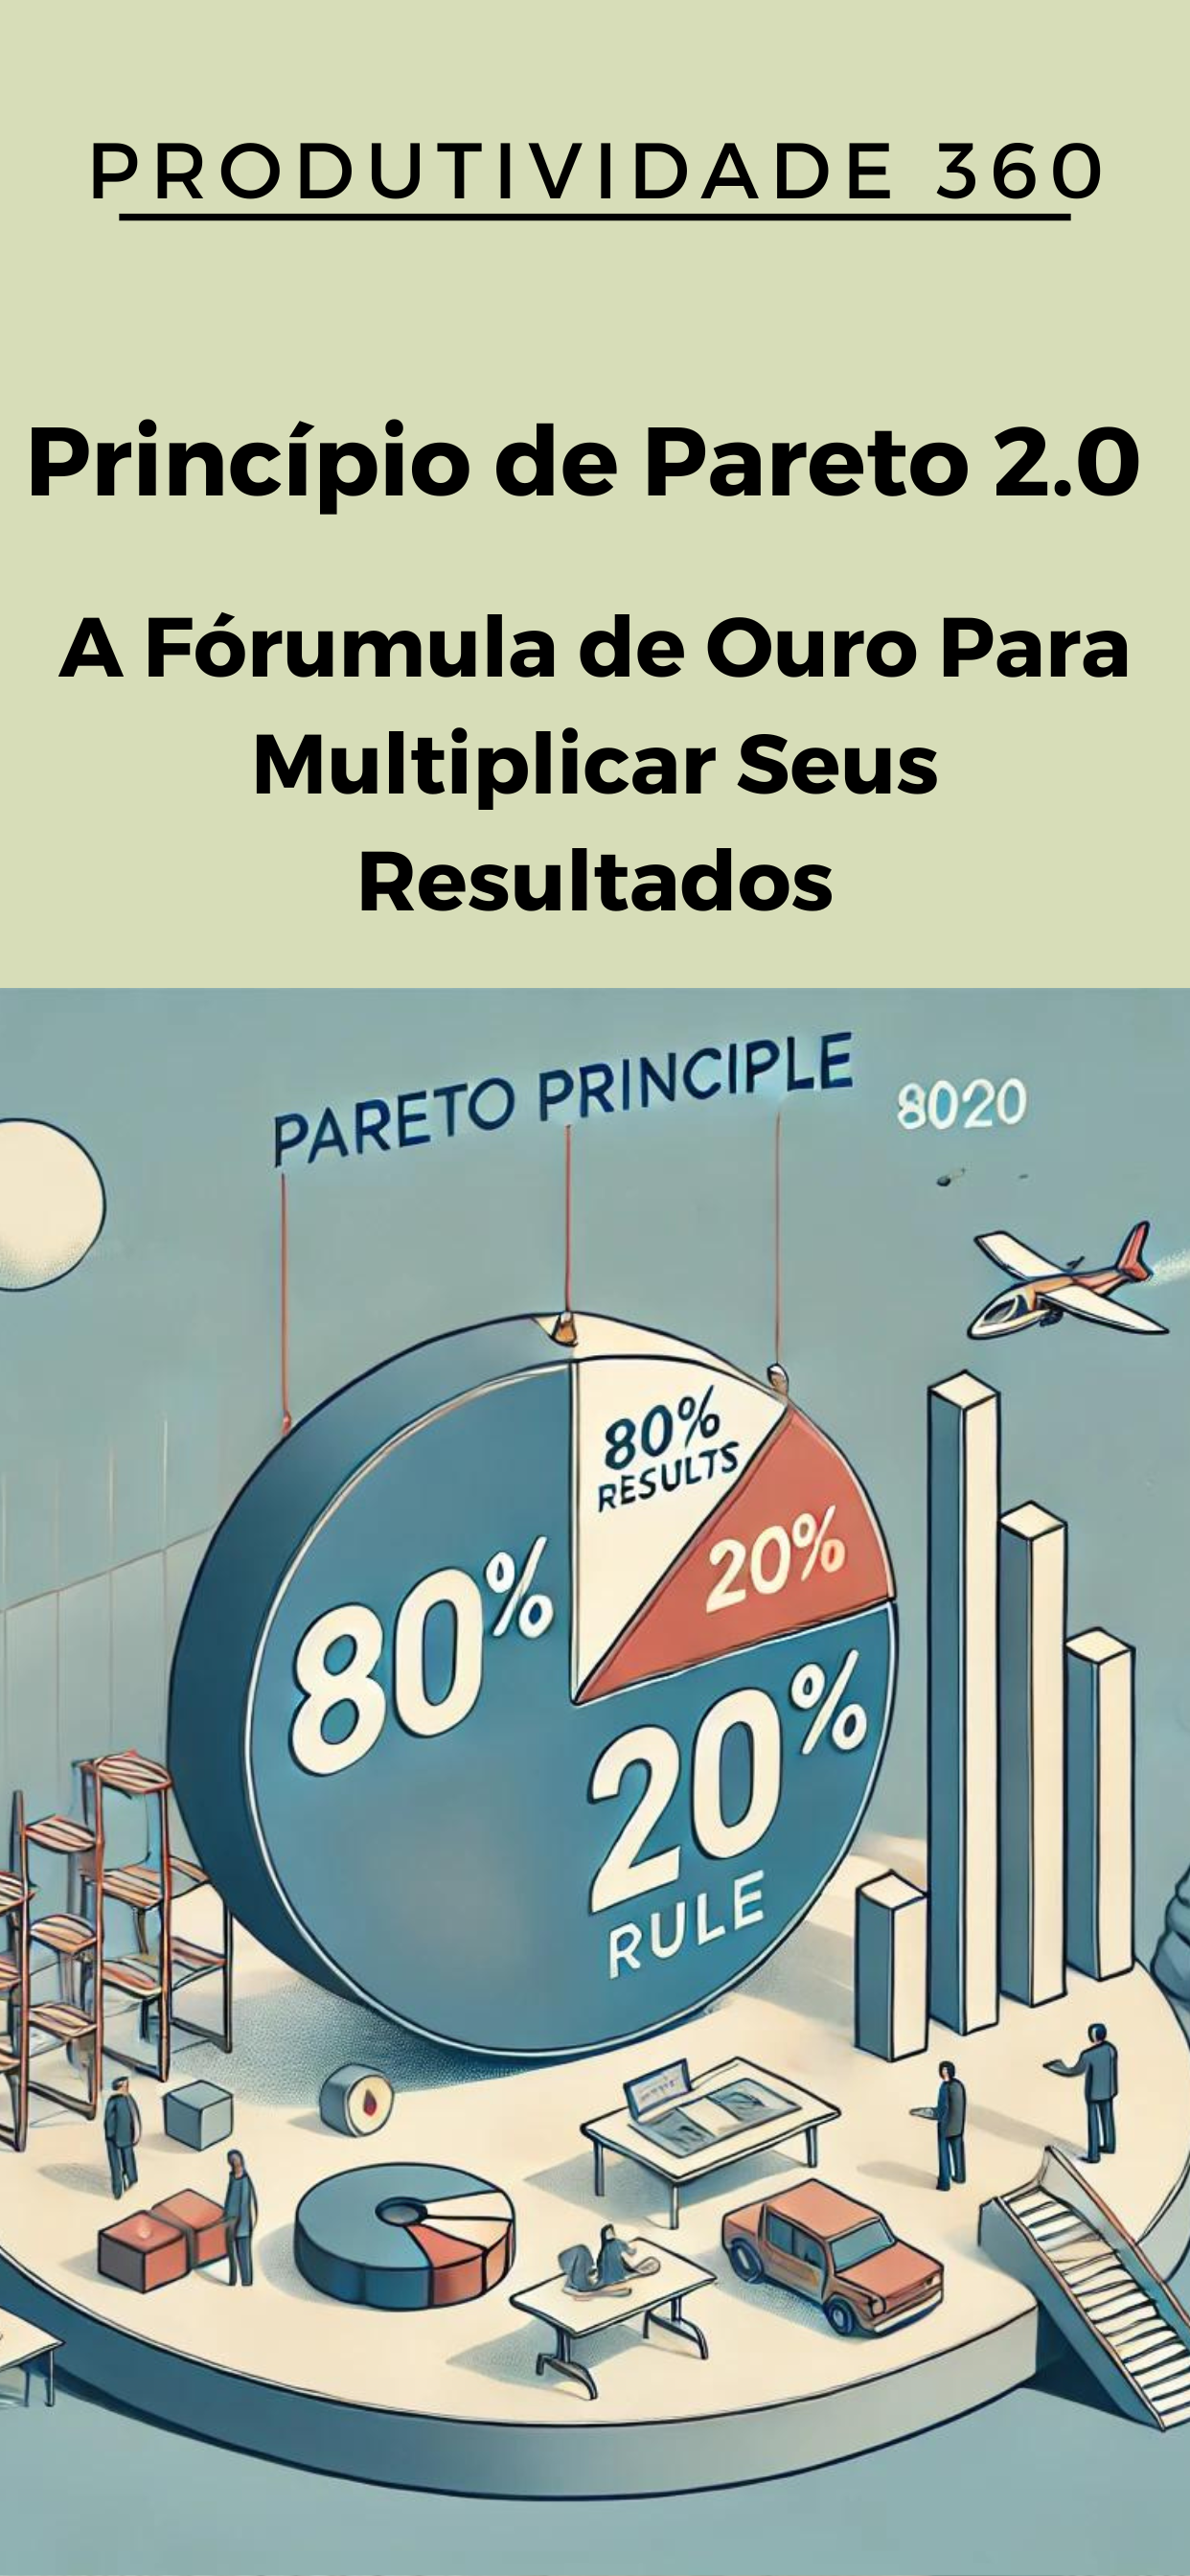 PRODUTIVIDADE 360
Princípio de Pareto 2.0
A Fórumula de Ouro Para
Multiplicar Seus
Resultados
PARETO PRINCIPLE
8020
80%
RESULTS
20%
80%
20%
RULE